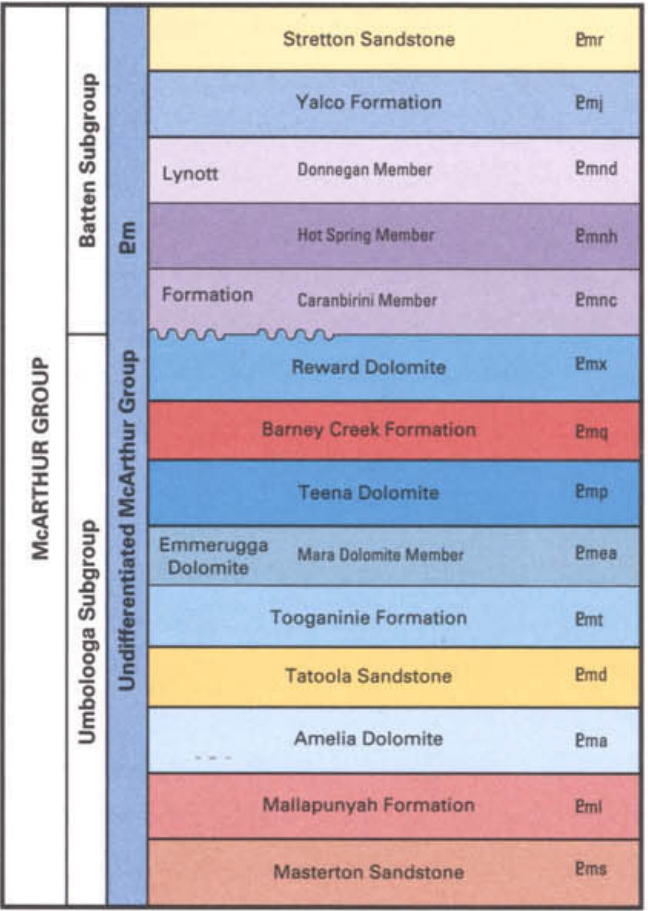 McARTHUR GROUP
Batten Subgroup
Umbolooga Subgroup
Undifferentiated McArthur Group Ꝑm
Stretton Sandstone Ꝑmr
Yalco Formation Ꝑmj
Lynott Donnegan Member Ꝑmnd
Hot Spring Member Ꝑmnh
Formation Caranbirini Member Ꝑmnc
Reward Dolomite Ꝑmx
Barney Creek Formation Ꝑmq
Teena Dolomite Ꝑmp
Emmerugga
Dolomite Mara Dolomite Member Ꝑmea
Tooganinie Formation Ꝑmt
Tatoola Sandstone Ꝑmd
Amelia Dolomite Ꝑma
Mallapunyah Formation Ꝑml
Masterton Sandstone Ꝑms